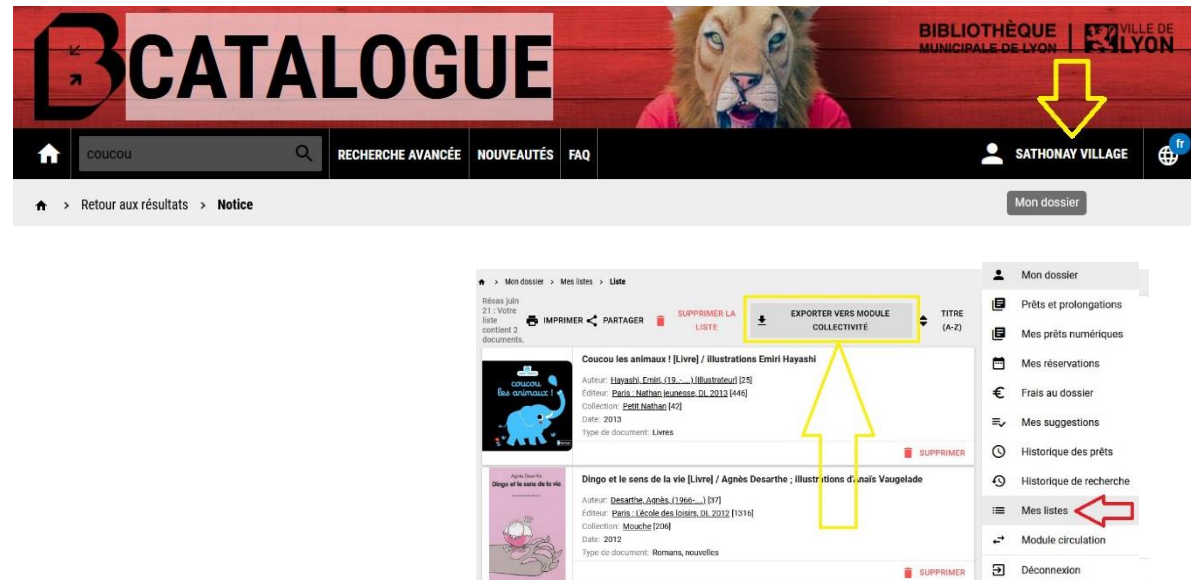 BCATALOGUE
BIBLIOTHÈQUE
MUNICIPALE DE LYON
VILLE DE
LYON
coucou
RECHERCHE AVANCÉE
NOUVEAUTÉS
FAQ
SATHONAY VILLAGE
fr
> Retour aux résultats > Notice
Mon dossier
> Mon dossier > Mes listes > Liste
Résas juin
21 : Votre
liste
contient 2
documents.
IMPRIMER
PARTAGER
SUPPRIMER LA
LISTE
EXPORTER VERS MODULE
COLLECTIVITÉ
TITRE
(A-Z)
coucou
les animaux !
Coucou les animaux ! [Livre] / illustrations Emiri Hayashi
Auteur: Hayashi, Emiri, (19..-....) [Illustrateur] [25]
Éditeur: Paris : Nathan jeunesse, DL 2013 [446]
Collection: Petit Nathan [42]
Date: 2013
Type de document: Livres
SUPPRIMER
Agnès Desarthe
Dingo et le sens de la vie
Dingo et le sens de la vie [Livre] / Agnès Desarthe ; illustrations d'Anaïs Vaugelade
Auteur: Desarthe, Agnès, (1966-....) [37]
Éditeur: Paris : L'école des loisirs, DL 2012 [1316]
Collection: Mouche [206]
Date: 2012
Type de document: Romans, nouvelles
SUPPRIMER
Mon dossier
Prêts et prolongations
Mes prêts numériques
Mes réservations
Frais au dossier
Mes suggestions
Historique des prêts
Historique de recherche
Mes listes
Module circulation
Déconnexion